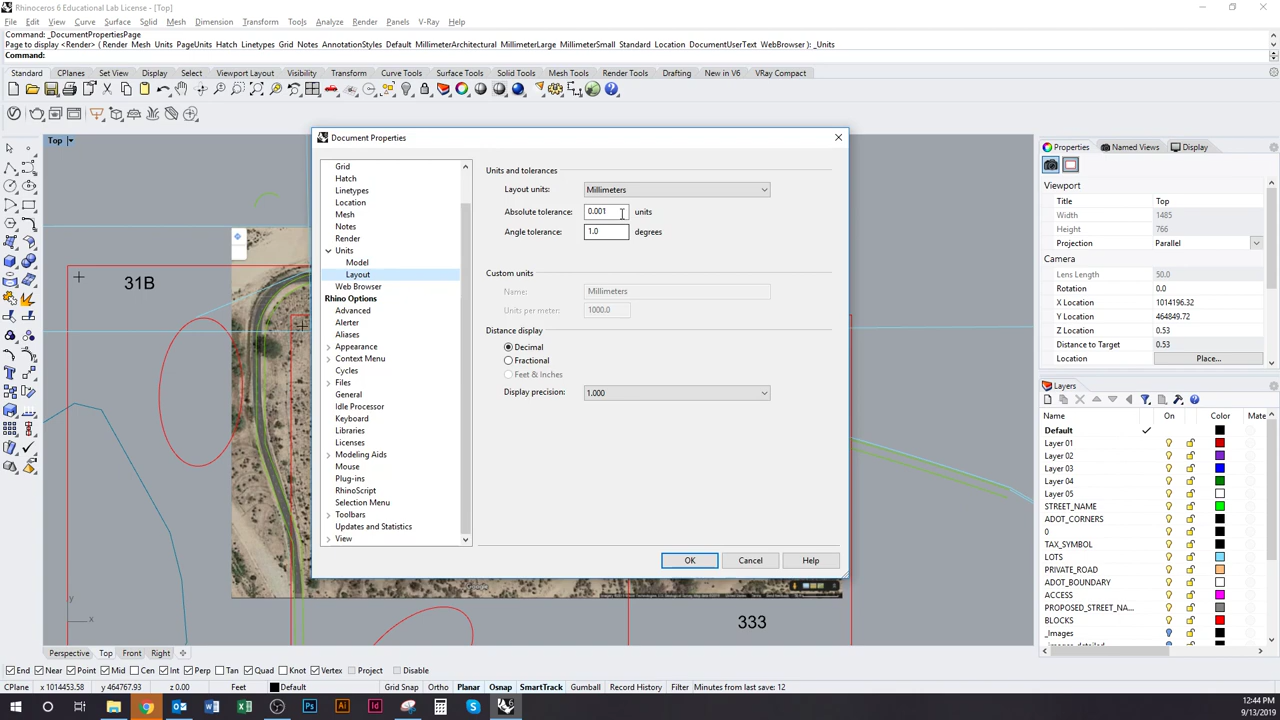 Rhinoceros 6 Educational Lab License - [Top]
File Edit View Curve Surface Solid Mesh Dimension Transform Tools Analyze Render Panels V-Ray Help
Command: _DocumentPropertiesPage
Page to display <Render> ( Render Mesh Units PageUnits Hatch Linetypes Grid Notes AnnotationStyles Default MillimeterArchitectural MillimeterLarge MillimeterSmall Standard Location DocumentUserText WebBrowser ): _Units
Command:
Standard CPlanes Set View Display Select Viewport Layout Visibility Transform Curve Tools Surface Tools Solid Tools Mesh Tools Render Tools Drafting New in V6 VRay Compact
Top
Document Properties
Grid
Hatch
Linetypes
Location
Mesh
Notes
Render
Units
Model
Layout
Web Browser
Rhino Options
Advanced
Alerter
Aliases
Appearance
Context Menu
Cycles
Files
General
Idle Processor
Keyboard
Libraries
Licenses
Modeling Aids
Mouse
Plug-ins
RhinoScript
Selection Menu
Toolbars
Updates and Statistics
View
Units and tolerances
Layout units: Millimeters
Absolute tolerance: 0.001 units
Angle tolerance: 1.0 degrees
Custom units
Name: Millimeters
Units per meter: 1000.0
Distance display
Decimal
Fractional
Feet & Inches
Display precision: 1.000
OK Cancel Help
31B
333
y
x
Properties Named Views Display
Viewport
Title Top
Width 1485
Height 766
Projection Parallel
Camera
Lens Length 50.0
Rotation 0.0
X Location 1014196.32
Y Location 464849.72
Z Location 0.53
Distance to Target 0.53
Location Place...
Layers
Name On Color Mate
Default
Layer 01
Layer 02
Layer 03
Layer 04
Layer 05
STREET_NAME
ADOT_CORNERS
0
TAX_SYMBOL
LOTS
PRIVATE_ROAD
ADOT_BOUNDARY
ACCESS
PROPOSED_STREET_NA...
BLOCKS
_Images
_images_detailed
Perspective Top Front Right
End Near Point Mid Cen Int Perp Tan Quad Knot Vertex Project Disable
CPlane x 1014453.58 y 464767.93 z 0.00 Feet Default Grid Snap Ortho Planar Osnap SmartTrack Gumball Record History Filter Minutes from last save: 12
12:44 PM
9/13/2019